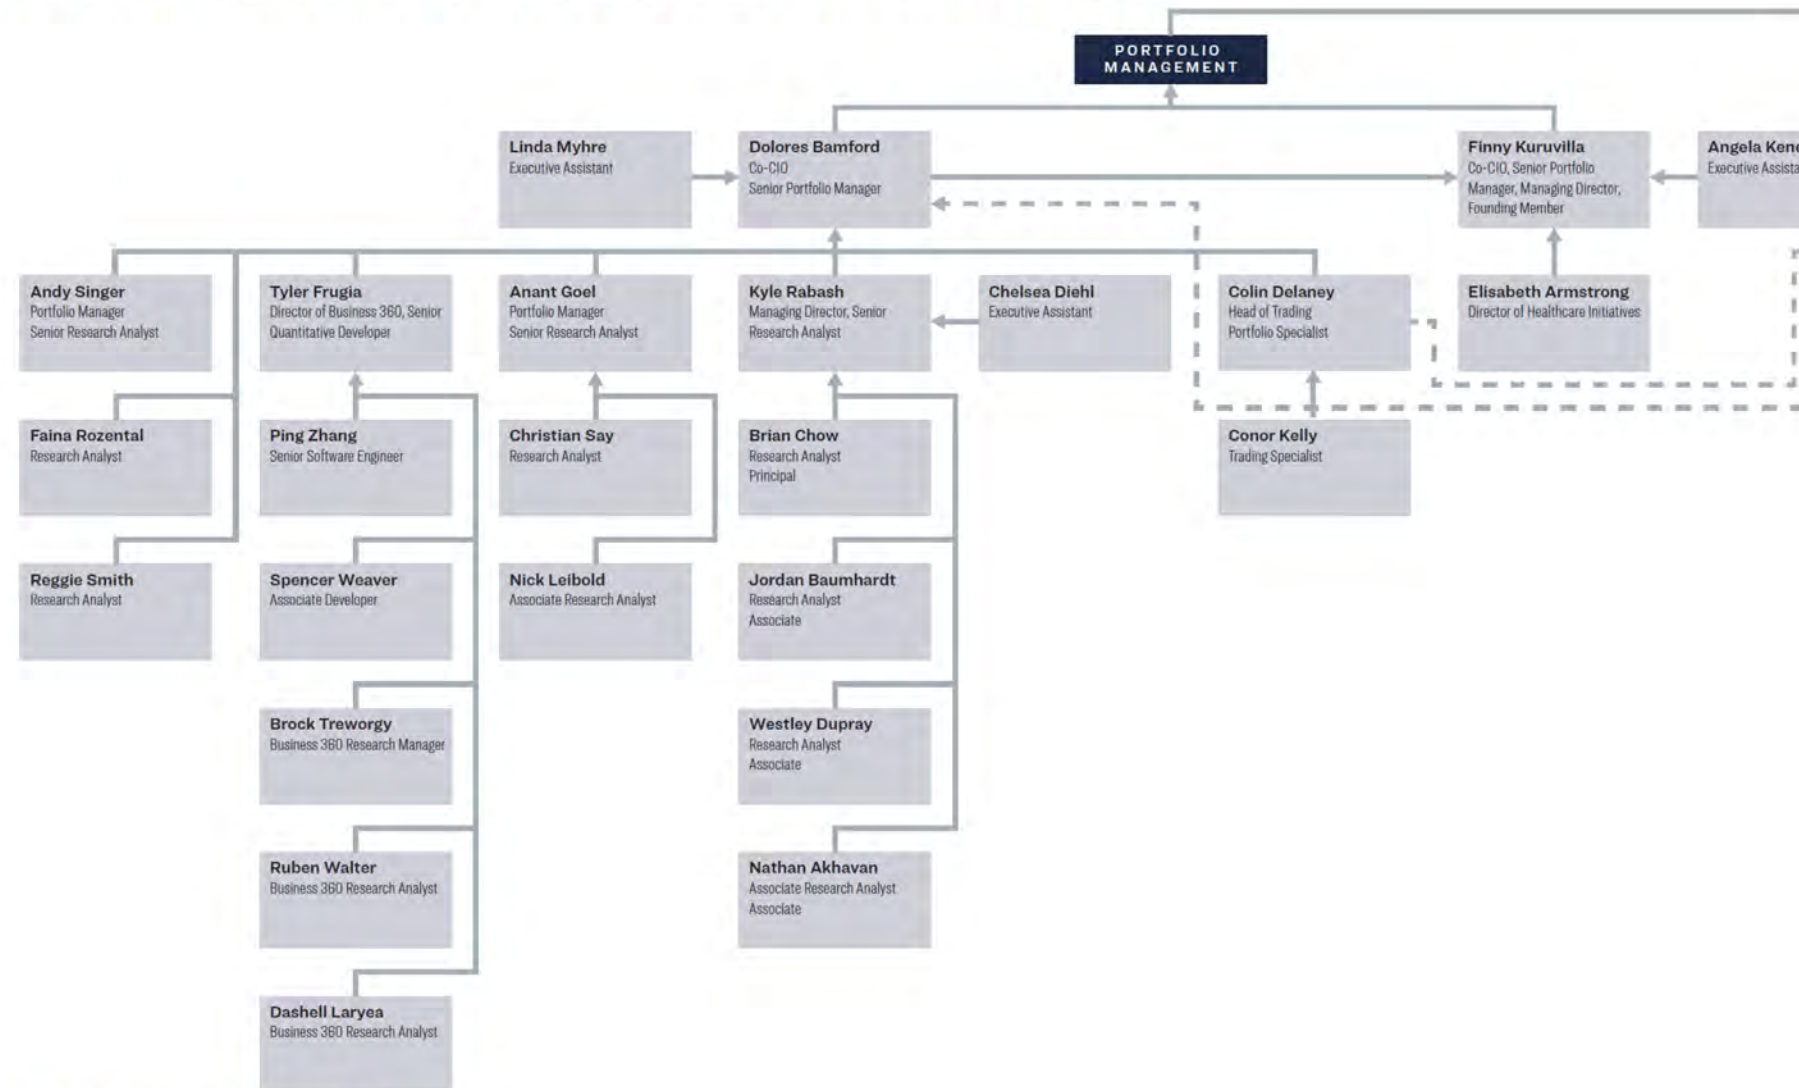 PORTFOLIO
MANAGEMENT
Linda Myhre
Executive Assistant
Dolores Bamford
Co-CIO
Senior Portfolio Manager
Finny Kuruvilla
Co-CIO, Senior Portfolio
Manager, Managing Director,
Founding Member
Angela
Executive
Andy Singer
Portfolio Manager
Senior Research Analyst
Tyler Frugia
Director of Business 360, Senior
Quantitative Developer
Anant Goel
Portfolio Manager
Senior Research Analyst
Kyle Rabash
Managing Director, Senior
Research Analyst
Chelsea Diehl
Executive Assistant
Colin Delaney
Head of Trading
Portfolio Specialist
Elisabeth Armstrong
Director of Healthcare Initiatives
Faina Rozental
Research Analyst
Ping Zhang
Senior Software Engineer
Christian Say
Research Analyst
Brian Chow
Research Analyst
Principal
Conor Kelly
Trading Specialist
Reggie Smith
Research Analyst
Spencer Weaver
Associate Developer
Nick Leibold
Associate Research Analyst
Jordan Baumhardt
Research Analyst
Associate
Brock Treworgy
Business 360 Research Manager
Westley Dupray
Research Analyst
Associate
Ruben Walter
Business 360 Research Analyst
Nathan Akhavan
Associate Research Analyst
Associate
Dashell Laryea
Business 360 Research Analyst